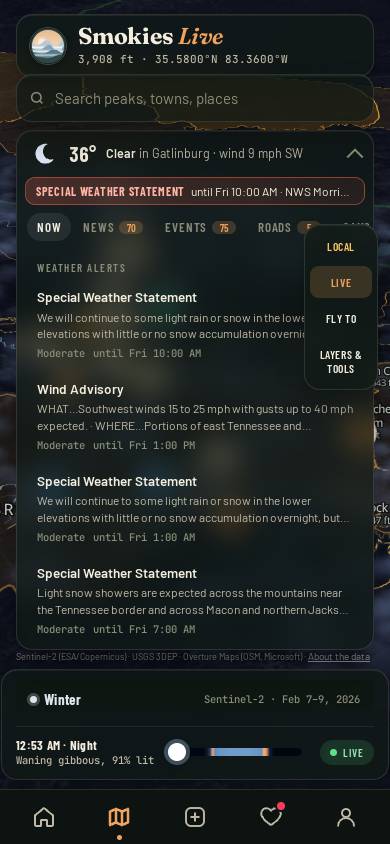 Smokies Live
3,908 ft · 35.5800°N 83.3600°W
Search peaks, towns, places
36° Clear in Gatlinburg · wind 9 mph SW
SPECIAL WEATHER STATEMENT until Fri 10:00 AM · NWS Morri…
NOW NEWS 70 EVENTS 75 ROADS
LOCAL
LIVE
FLY TO
LAYERS &
TOOLS
WEATHER ALERTS
Special Weather Statement
We will continue to some light rain or snow in the lower
elevations with little or no snow accumulation
Moderate until Fri 10:00 AM
Wind Advisory
WHAT...Southwest winds 15 to 25 mph with gusts up to 40 mph
expected. · WHERE...Portions of east Tennessee and…
Moderate until Fri 1:00 PM
Special Weather Statement
We will continue to some light rain or snow in the lower
elevations with little or no snow accumulation overnight, but…
Moderate until Fri 1:00 AM
Special Weather Statement
Light snow showers are expected across the mountains near
the Tennessee border and across Macon and northern Jacks…
Moderate until Fri 7:00 AM
Sentinel-2 (ESA/Copernicus) · USGS 3DEP · Overture Maps (OSM, Microsoft) · About the data
Winter Sentinel-2 · Feb 7–9, 2026
12:53 AM · Night
Waning gibbous, 91% lit
LIVE